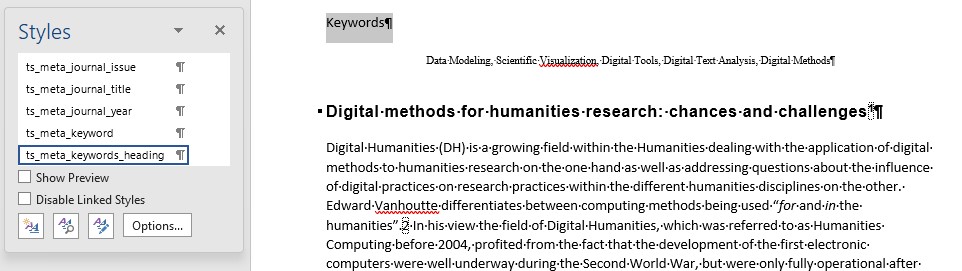 Styles
ts_meta_journal_issue ¶
ts_meta_journal_title ¶
ts_meta_journal_year ¶
ts_meta_keyword ¶
ts_meta_keywords_heading ¶
Show Preview
Disable Linked Styles
Options...
Keywords¶
Data·Modeling,·Scientific·Visualization,·Digital·Tools,·Digital·Text·Analysis,·Digital·Methods¶
Digital·methods·for·humanities·research:·chances·and·challenges¶
Digital·Humanities·(DH)·is·a·growing·field·within·the·Humanities·dealing·with·the·application·of·digital·
methods·to·humanities·research·on·the·one·hand·as·well·as·addressing·questions·about·the·influence·
of·digital·practices·on·research·practices·within·the·different·humanities·disciplines·on·the·other.·
Edward·Vanhoutte·differentiates·between·computing·methods·being·used·“for·and·in·the·
humanities”.2·In·his·view·the·field·of·Digital·Humanities,·which·was·referred·to·as·Humanities·
Computing·before·2004,·profited·from·the·fact·that·the·development·of·the·first·electronic·
computers·were·well·underway·during·the·Second·World·War,·but·were·only·fully·operational·after·